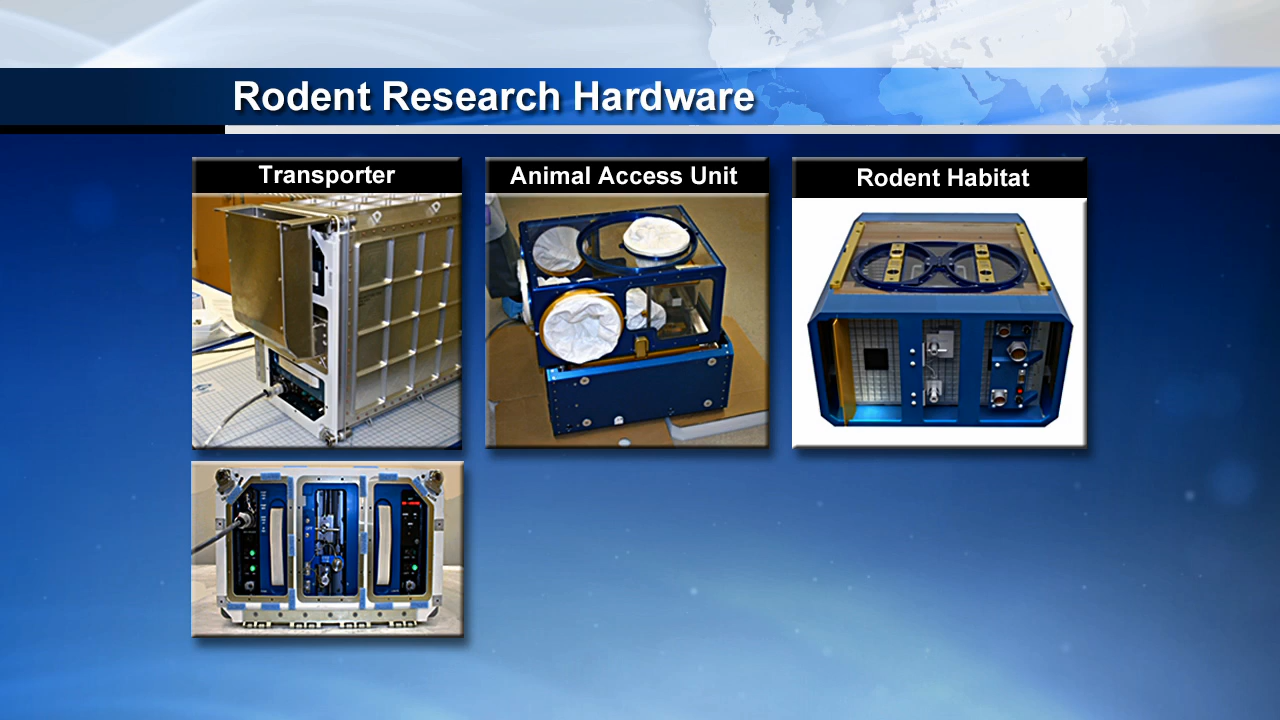 Rodent Research Hardware
Transporter
Animal Access Unit
Rodent Habitat